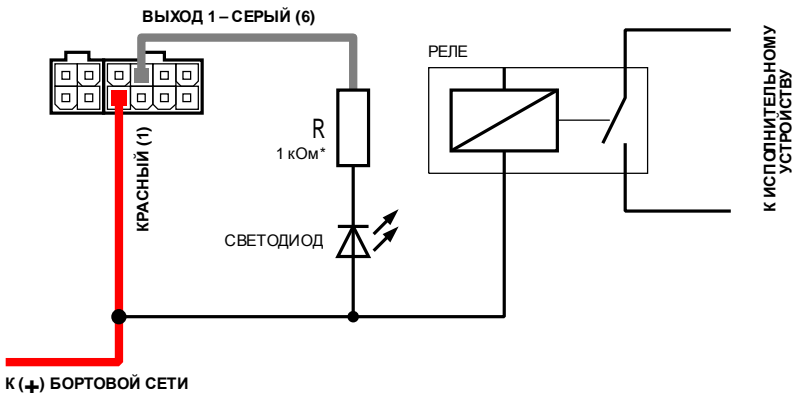 ВЫХОД 1 – СЕРЫЙ (6)
РЕЛЕ
К ИСПОЛНИТЕЛЬНОМУ
УСТРОЙСТВУ
R
1 кОм*
КРАСНЫЙ (1)
СВЕТОДИОД
К (+) БОРТОВОЙ СЕТИ